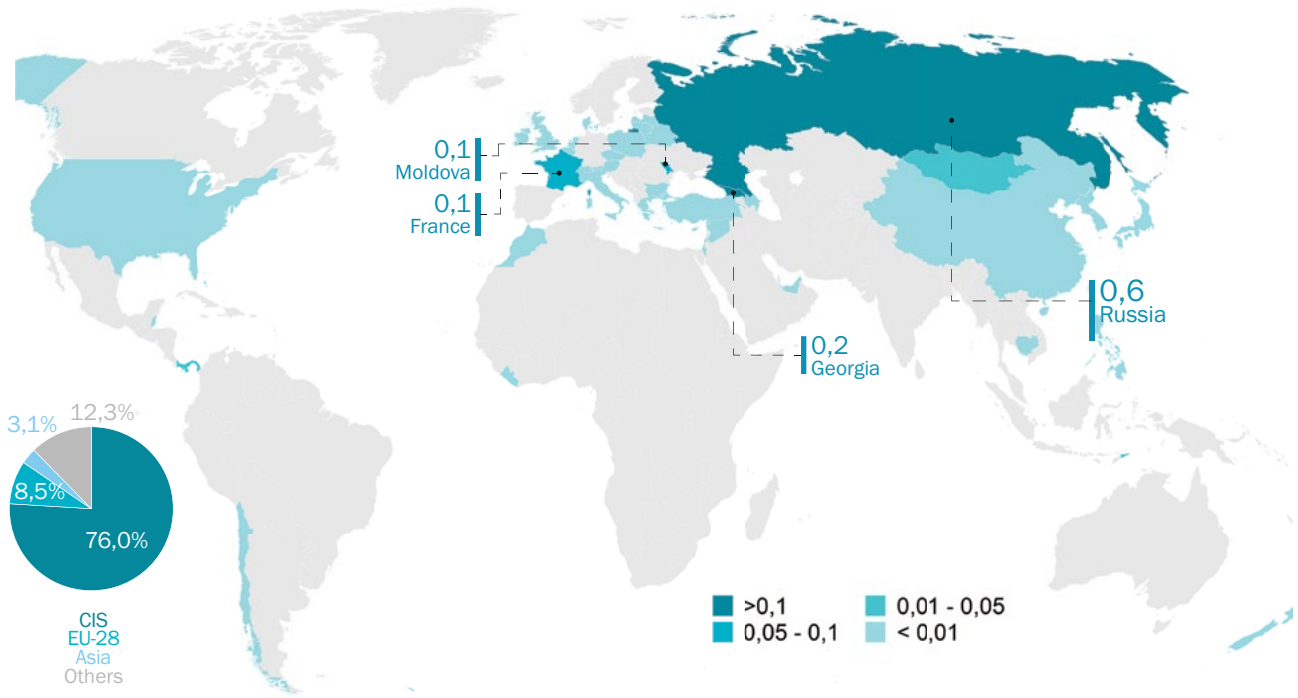 0,1
Moldova
0,1
France
0,6
Russia
0,2
Georgia
12,3%
3,1%
8,5%
76,0%
CIS
EU-28
Asia
Others
>0,1
0,05 - 0,1
0,01 - 0,05
< 0,01